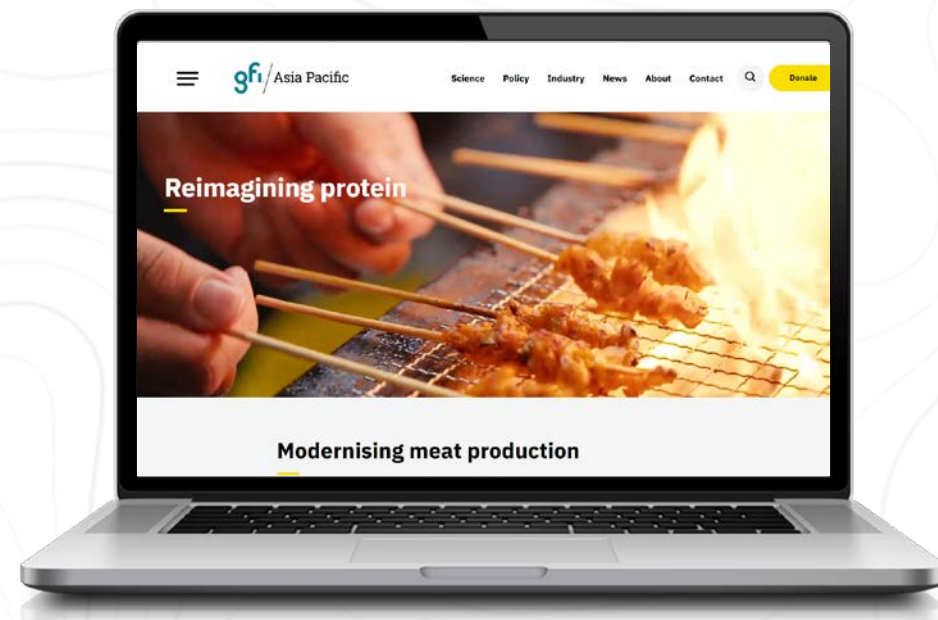 gfi / Asia Pacific
Science Policy Industry News About Contact Donate
Reimagining protein
Modernising meat production